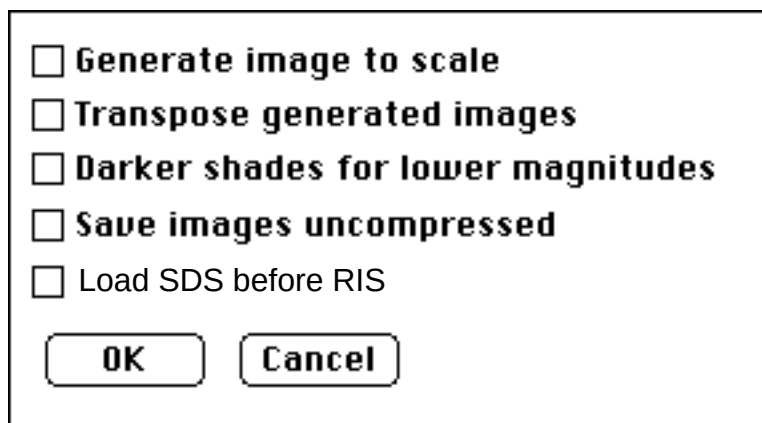 Generate image to scale
Transpose generated images
Darker shades for lower magnitudes
Save images uncompressed
Load SDS before RIS
OK Cancel